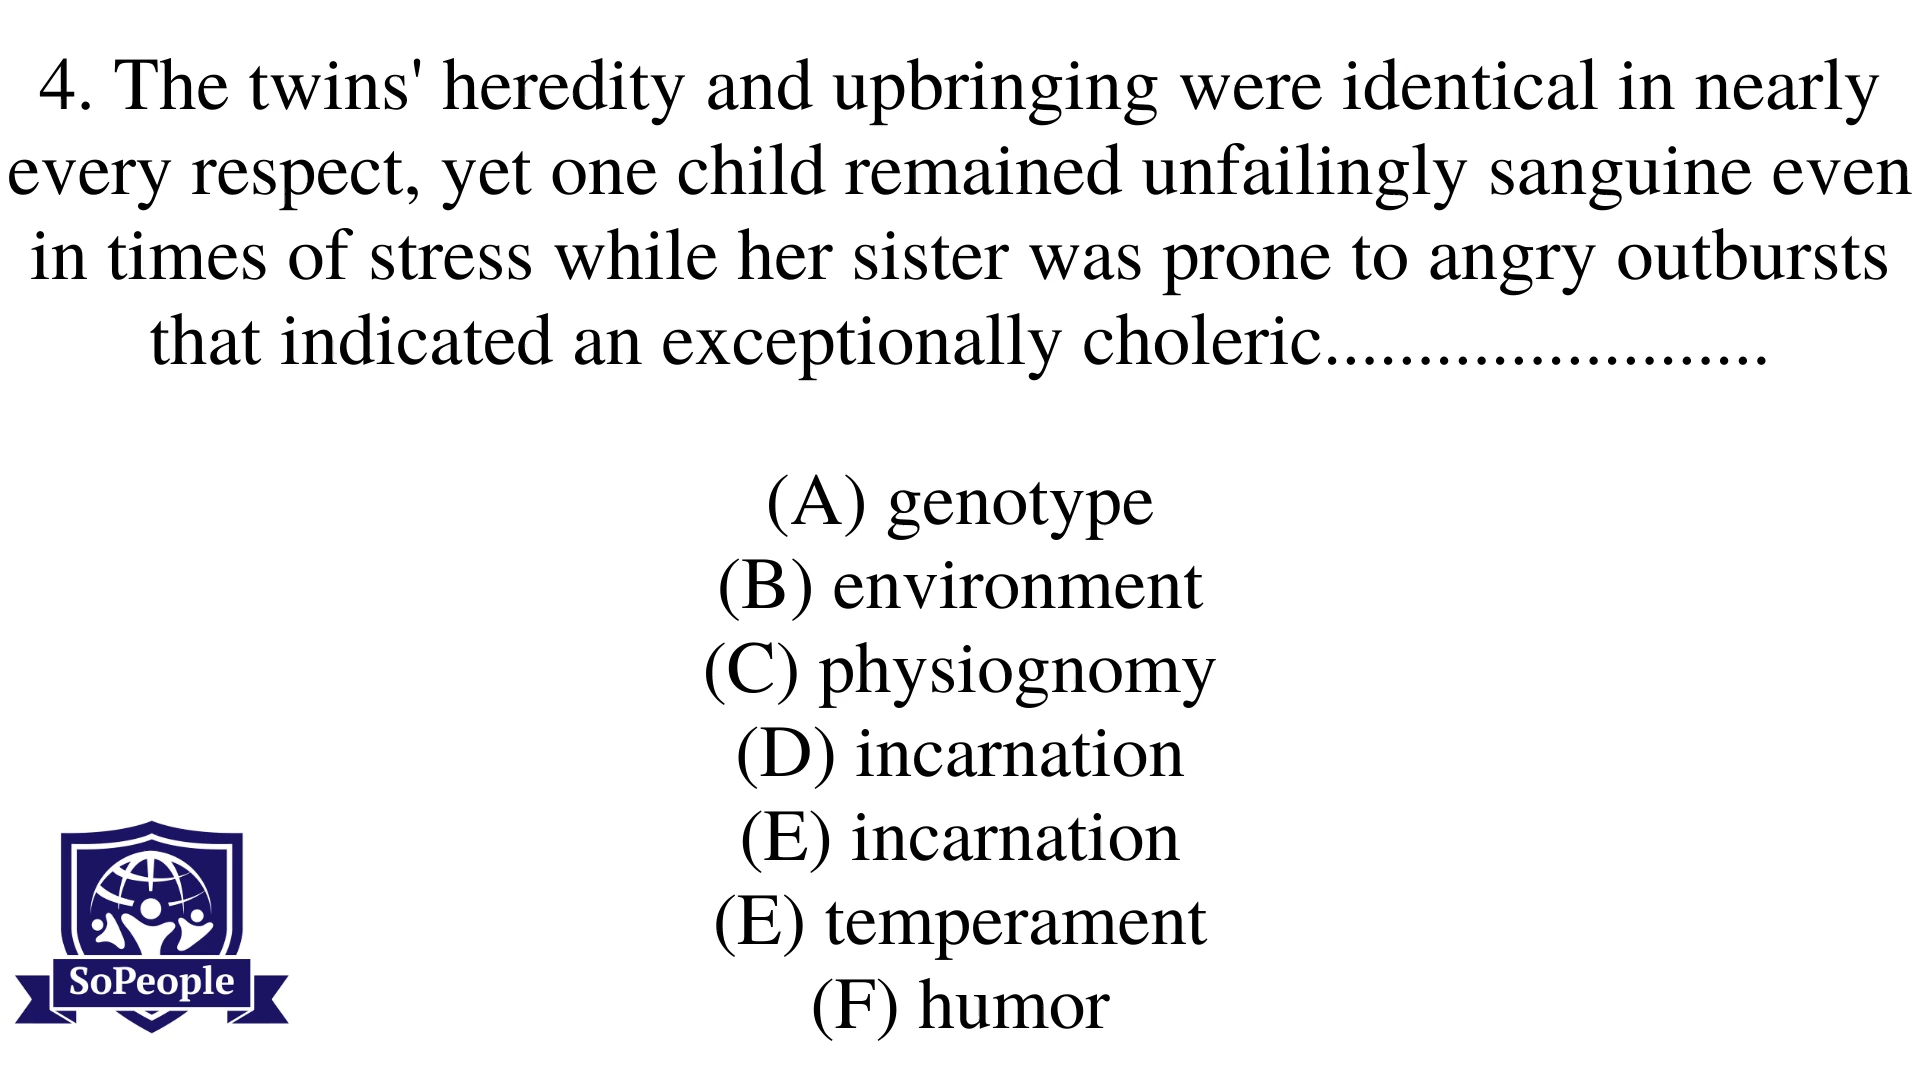 4. The twins' heredity and upbringing were identical in nearly
every respect, yet one child remained unfailingly sanguine even
in times of stress while her sister was prone to angry outbursts
that indicated an exceptionally choleric........................
(A) genotype
(B) environment
(C) physiognomy
(D) incarnation
(E) incarnation
(E) temperament
(F) humor
SoPeople